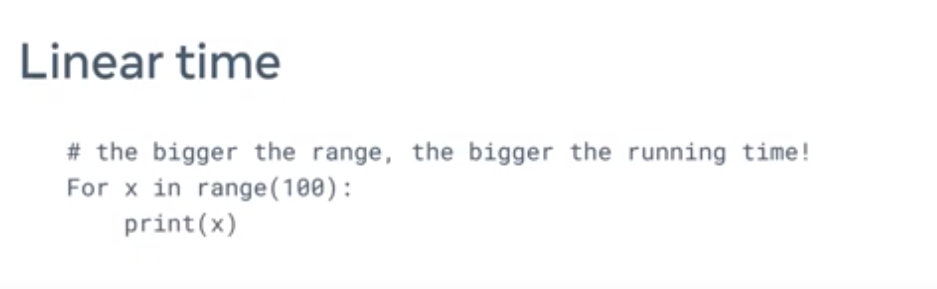 Linear time
# the bigger the range, the bigger the running time!
For x in range(100):
    print(x)